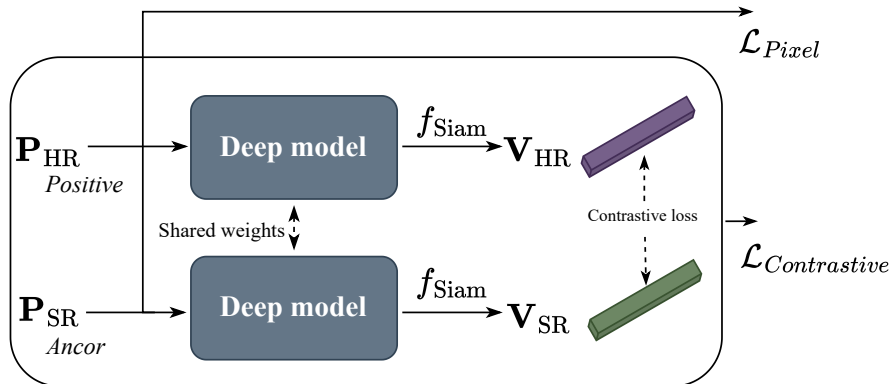 𝓛_Pixel
𝐏_HR
Positive
Deep model
f_Siam
𝐕_HR
Shared weights
Contrastive loss
𝓛_Contrastive
𝐏_SR
Ancor
Deep model
f_Siam
𝐕_SR